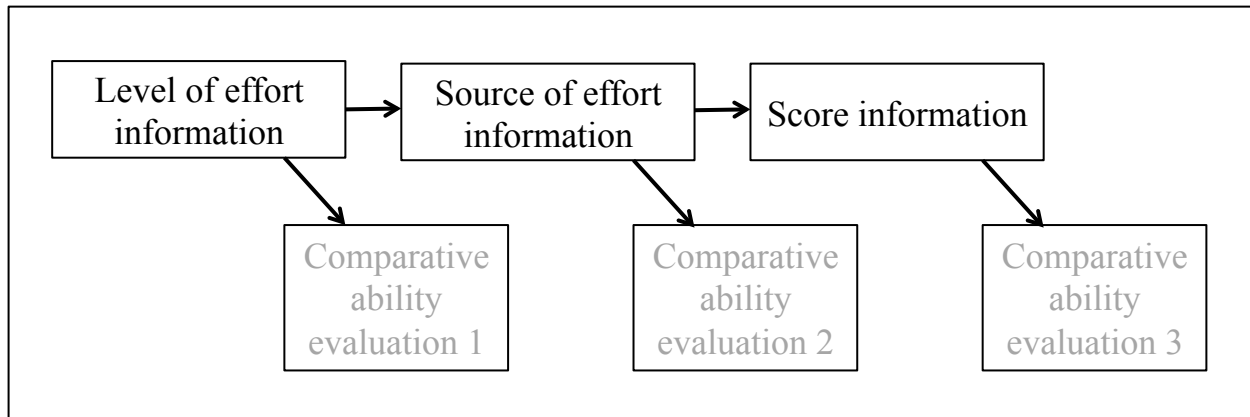 Level of effort
information
Source of effort
information
Score information
Comparative
ability
evaluation 1
Comparative
ability
evaluation 2
Comparative
ability
evaluation 3